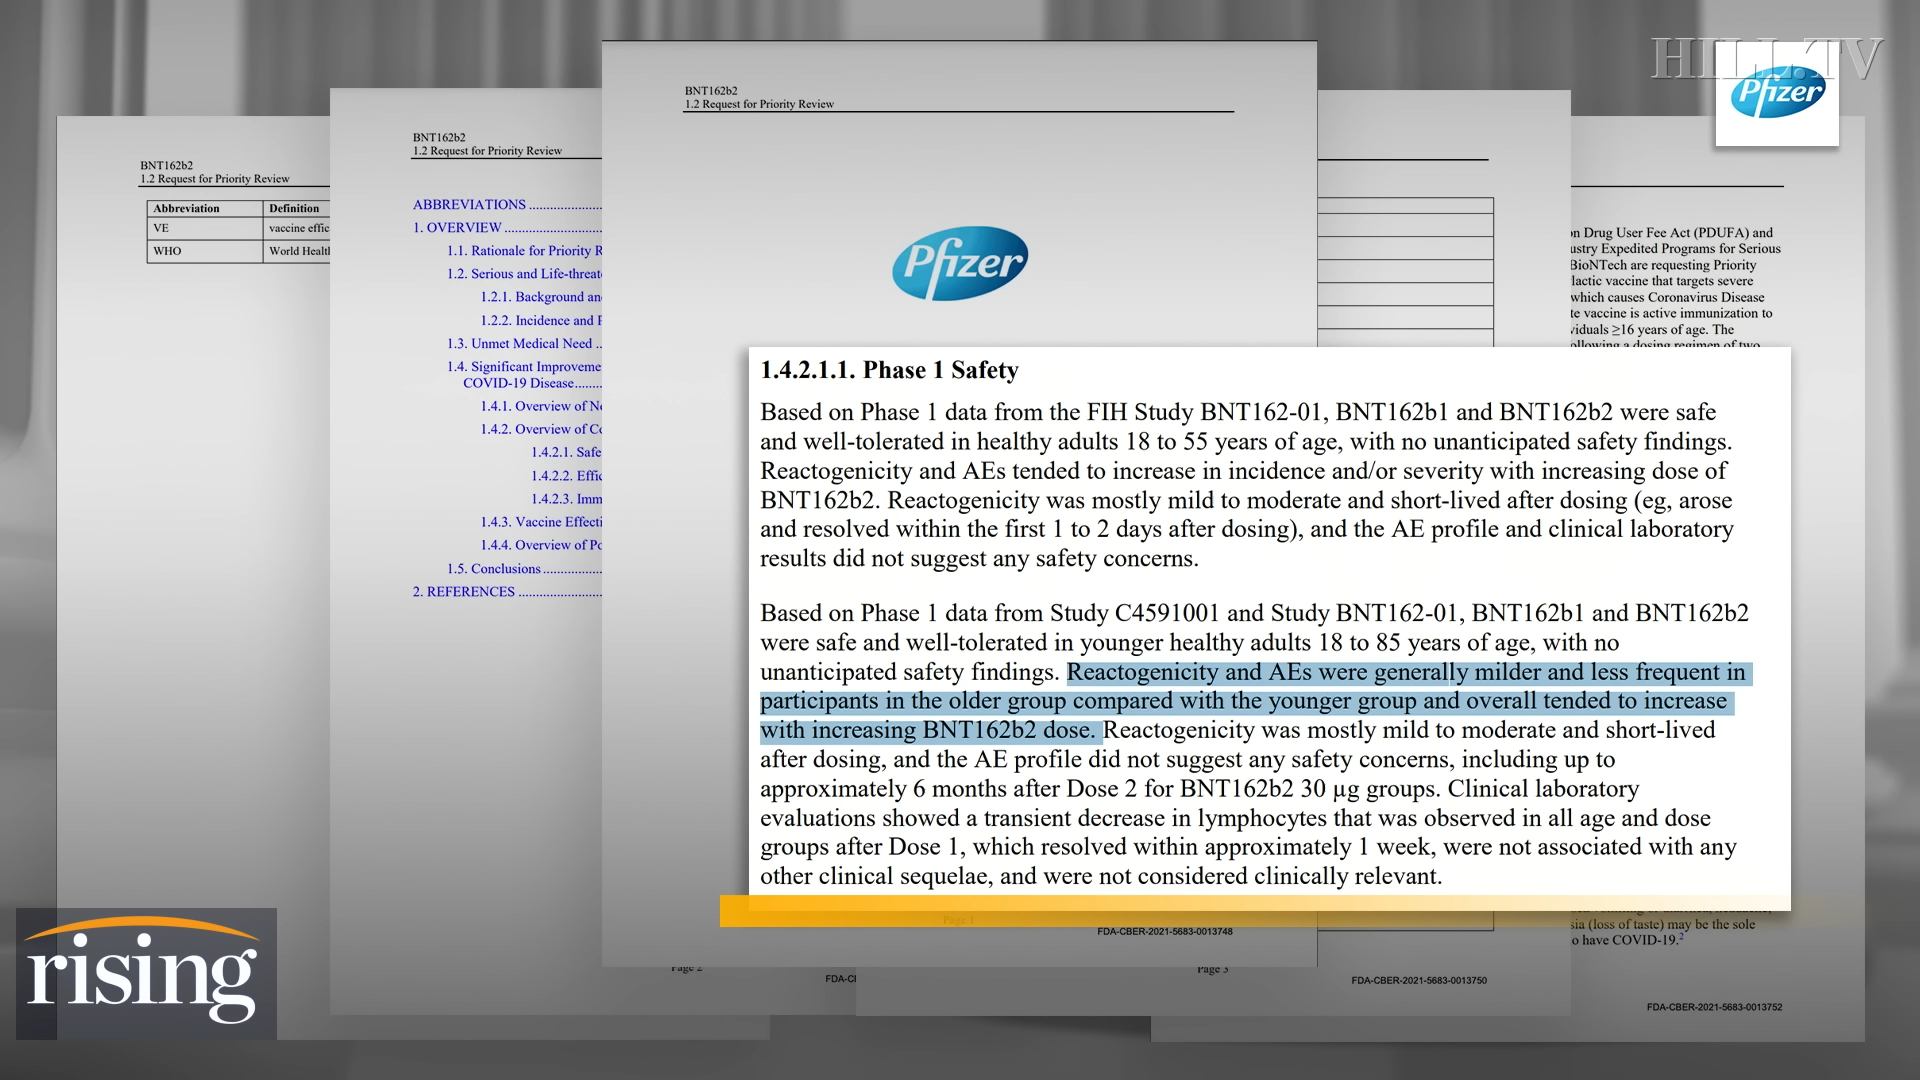 HILL.TV
Pfizer
BNT162b2
1.2 Request for Priority Review
Abbreviation Definition
VE vaccine effic
WHO World Healt
BNT162b2
1.2 Request for Priority Review
ABBREVIATIONS
1. OVERVIEW
1.1. Rationale for Priority R
1.2. Serious and Life-threat
1.2.1. Background an
1.2.2. Incidence and
1.3. Unmet Medical Need
1.4. Significant Improveme
COVID-19 Disease
1.4.1. Overview of N
1.4.2. Overview of C
1.4.2.1. Safe
1.4.2.2. Effic
1.4.2.3. Imm
1.4.3. Vaccine Effecti
1.4.4. Overview of Po
1.5. Conclusions
2. REFERENCES
Page 2
FDA-C
BNT162b2
1.2 Request for Priority Review
Pfizer
1.4.2.1.1. Phase 1 Safety
Based on Phase 1 data from the FIH Study BNT162-01, BNT162b1 and BNT162b2 were safe
and well-tolerated in healthy adults 18 to 55 years of age, with no unanticipated safety findings.
Reactogenicity and AEs tended to increase in incidence and/or severity with increasing dose of
BNT162b2. Reactogenicity was mostly mild to moderate and short-lived after dosing (eg, arose
and resolved within the first 1 to 2 days after dosing), and the AE profile and clinical laboratory
results did not suggest any safety concerns.
Based on Phase 1 data from Study C4591001 and Study BNT162-01, BNT162b1 and BNT162b2
were safe and well-tolerated in younger healthy adults 18 to 85 years of age, with no
unanticipated safety findings. Reactogenicity and AEs were generally milder and less frequent in
participants in the older group compared with the younger group and overall tended to increase
with increasing BNT162b2 dose. Reactogenicity was mostly mild to moderate and short-lived
after dosing, and the AE profile did not suggest any safety concerns, including up to
approximately 6 months after Dose 2 for BNT162b2 30 µg groups. Clinical laboratory
evaluations showed a transient decrease in lymphocytes that was observed in all age and dose
groups after Dose 1, which resolved within approximately 1 week, were not associated with any
other clinical sequelae, and were not considered clinically relevant.
Page 1
FDA-CBER-2021-5683-0013748
Page 3
FDA-CBER-2021-5683-0013750
on Drug User Fee Act (PDUFA) and
ustry Expedited Programs for Serious
BioNTech are requesting Priority
lactic vaccine that targets severe
which causes Coronavirus Disease
te vaccine is active immunization to
viduals ≥16 years of age. The
ollowing a dosing regimen of two
sia (loss of taste) may be the sole
o have COVID-19.2
FDA-CBER-2021-5683-0013752
rising